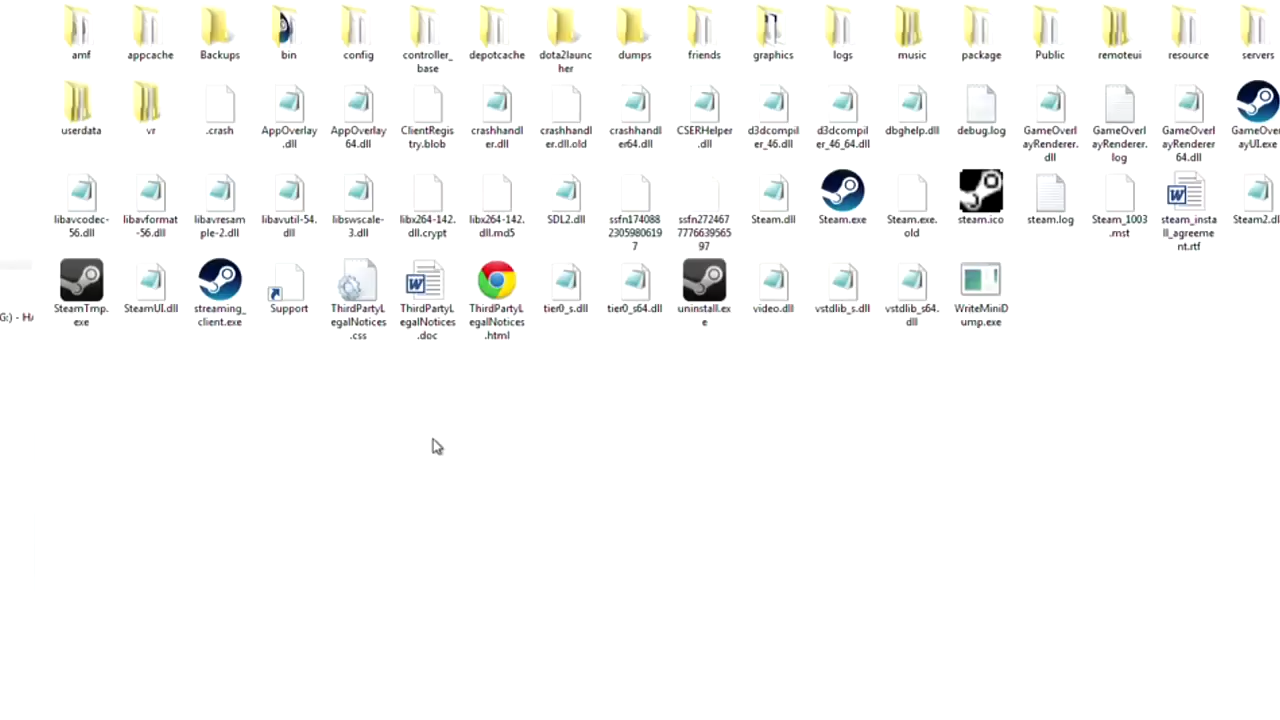 amf appcache Backups bin config controller_ depotcache dota2launc dumps friends graphics logs music package Public remoteui resource servers
base her
userdata vr .crash AppOverlay AppOverlay ClientRegis crashhandl crashhandl crashhandl CSERHelper d3dcompil d3dcompil dbghelp.dll debug.log GameOverl GameOverl GameOverl GameOve
.dll 64.dll try.blob er.dll er.dll.old er64.dll .dll er_46.dll er_46_64.dll ayRenderer. ayRenderer. ayRenderer ayUI.exe
dll log 64.dll
libavcodec- libavformat libavresam libavutil-54. libswscale- libx264-142. libx264-142. SDL2.dll ssfn174088 ssfn272467 Steam.dll Steam.exe Steam.exe. steam.ico steam.log Steam_1003 steam_insta Steam2.dl
56.dll -56.dll ple-2.dll dll 3.dll dll.crypt dll.md5 2305980619 7776639565 old .mst ll_agreeme
7 97 nt.rtf
SteamTmp. SteamUI.dll streaming_ Support ThirdPartyL ThirdPartyL ThirdPartyL tier0_s.dll tier0_s64.dll uninstall.ex video.dll vstdlib_s.dll vstdlib_s64. WriteMiniD
G:) - exe client.exe egalNotices egalNotices egalNotices e dll ump.exe
.css .doc .html